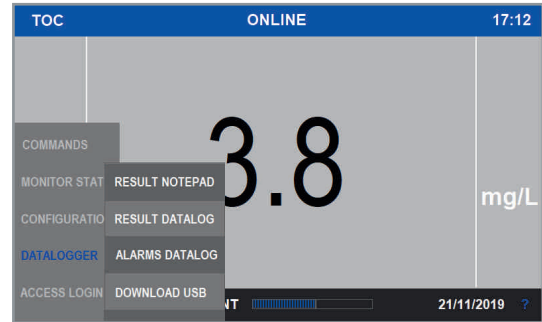 TOC ONLINE 17:12
3.8
mg/L
COMMANDS
MONITOR STAT
CONFIGURATIO
DATALOGGER
ACCESS LOGIN
RESULT NOTEPAD
RESULT DATALOG
ALARMS DATALOG
DOWNLOAD USB
NT 21/11/2019 ?